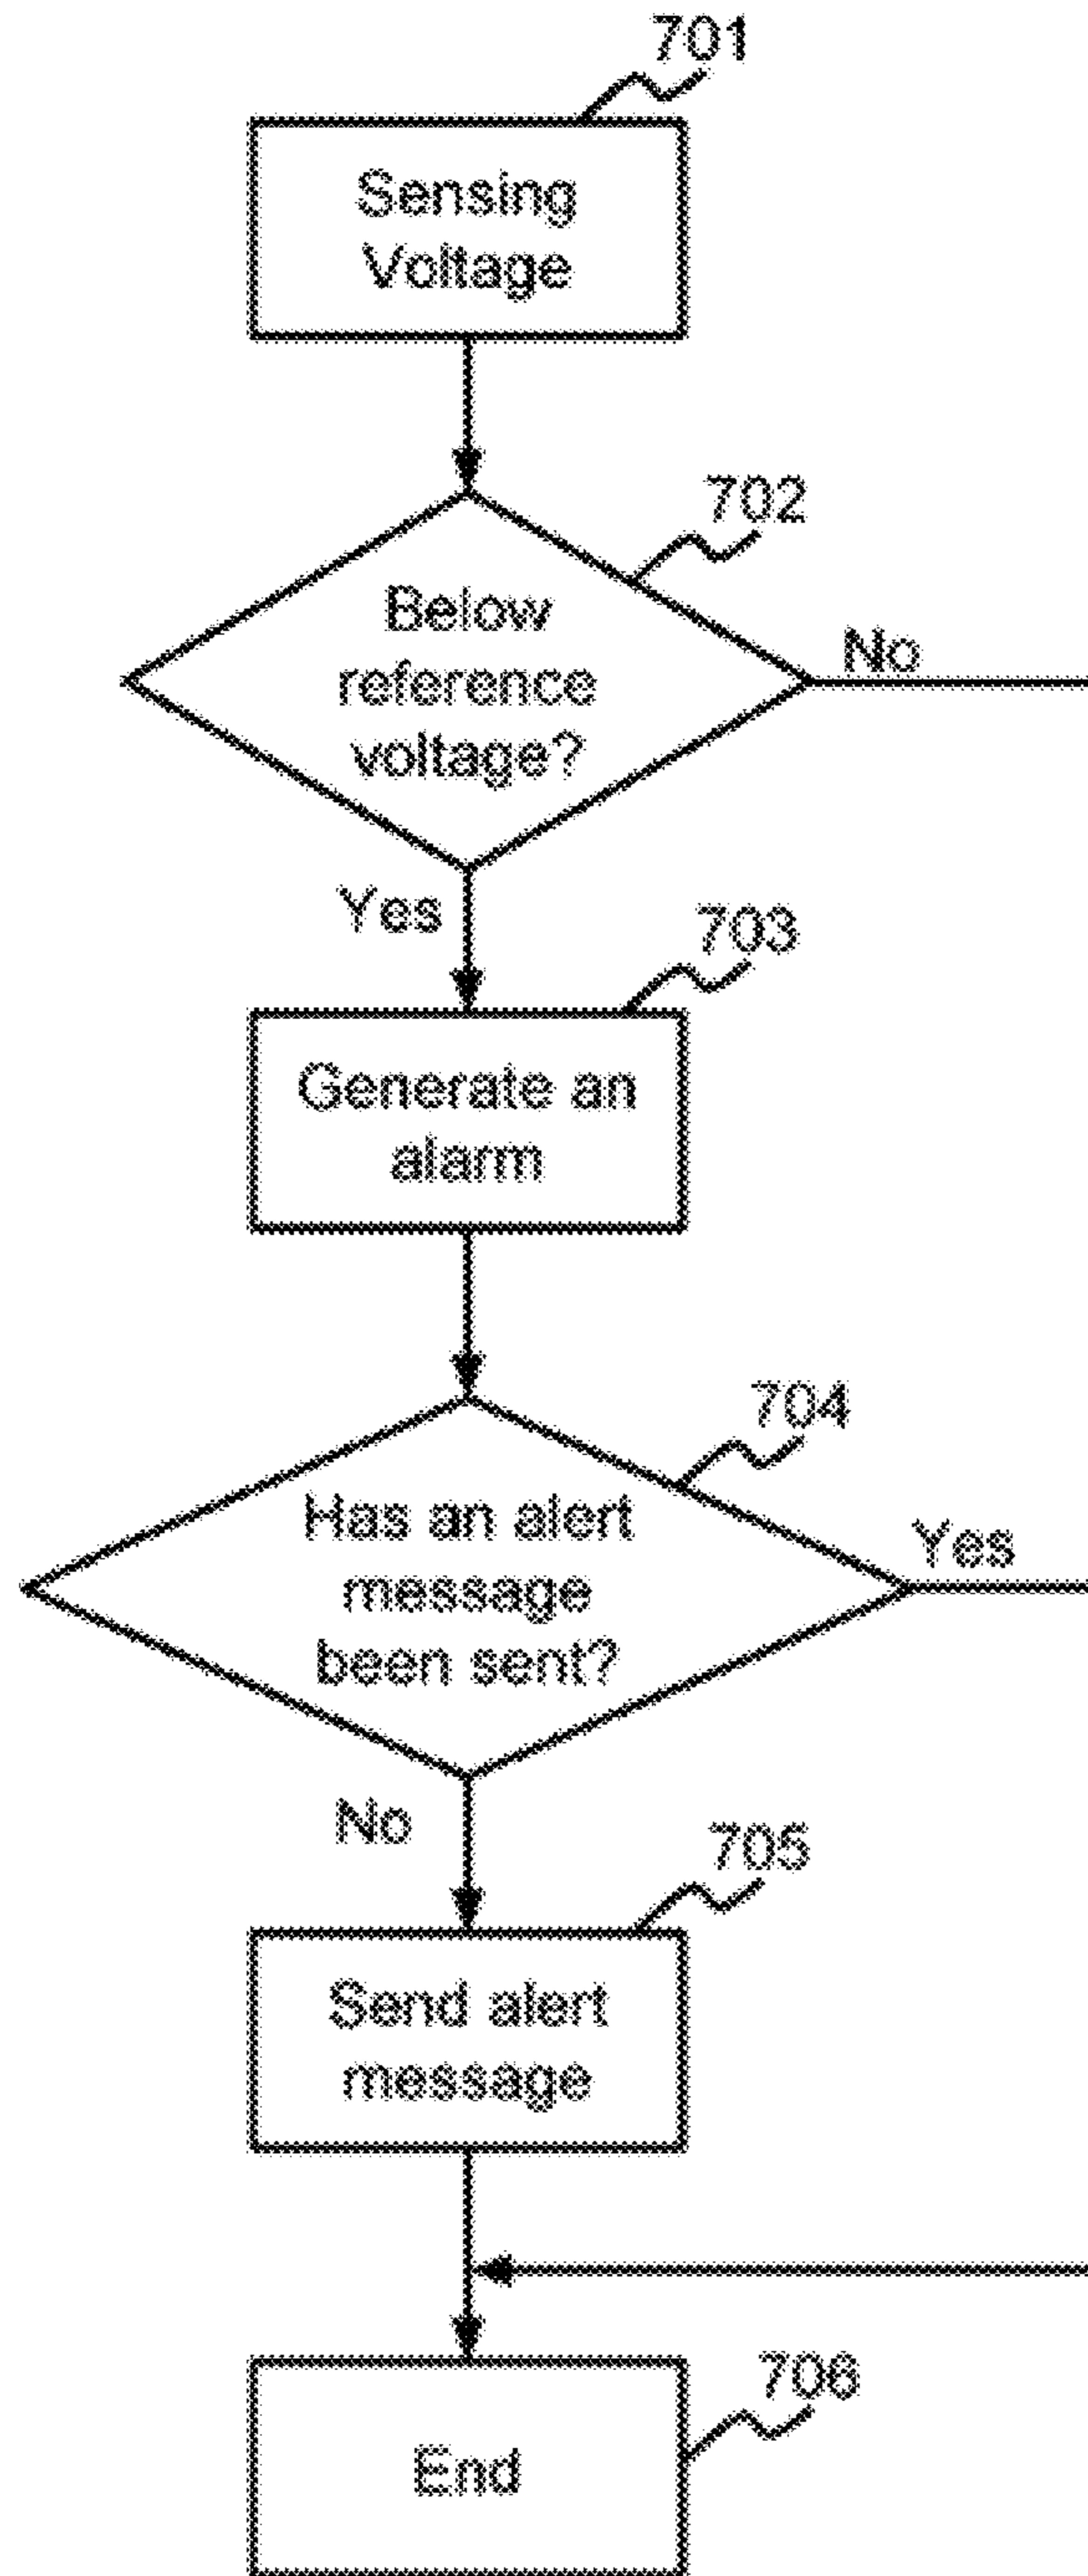 701
Sensing
Voltage
702
Below
reference
voltage?
No
Yes
703
Generate an
alarm
704
Has an alert
message
been sent?
Yes
No
705
Send alert
message
706
End